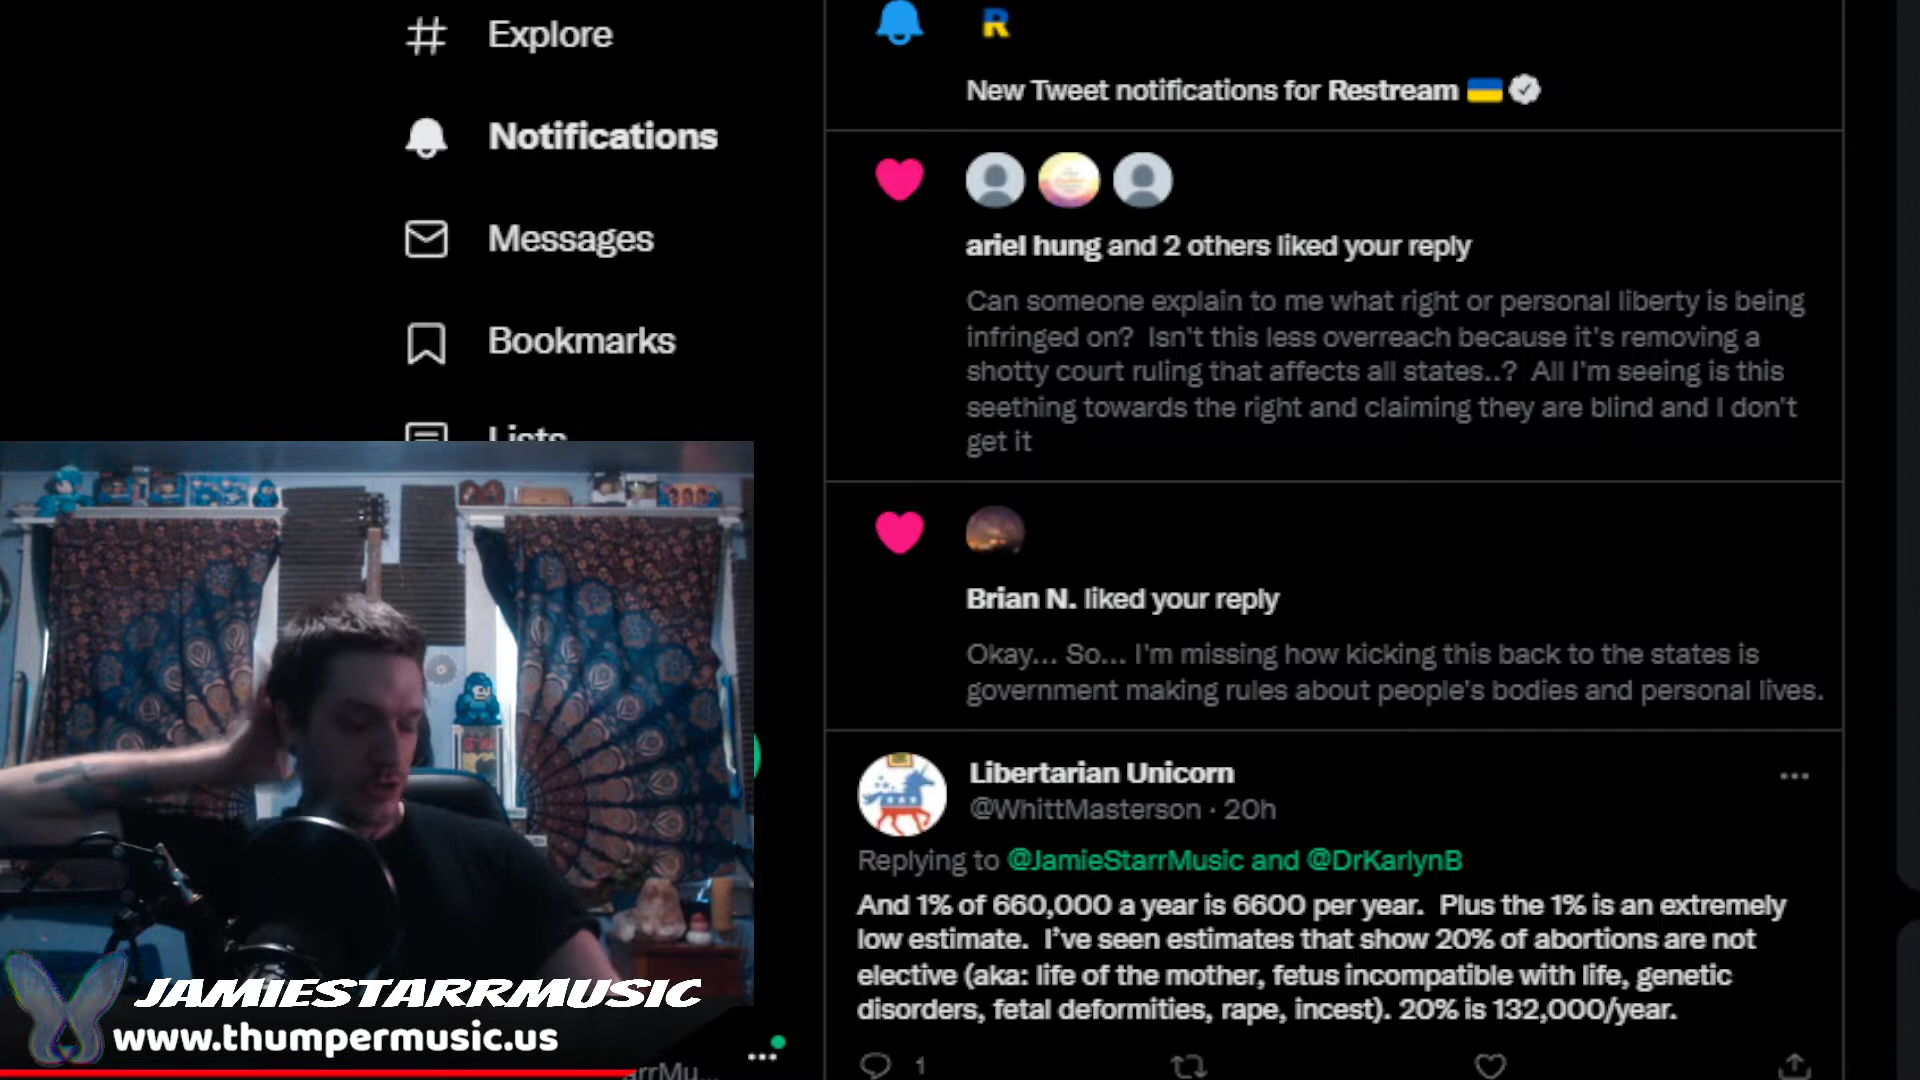 Explore
Notifications
Messages
Bookmarks
Lists
R
New Tweet notifications for Restream
ariel hung and 2 others liked your reply
Can someone explain to me what right or personal liberty is being
infringed on?  Isn't this less overreach because it's removing a
shotty court ruling that affects all states..?  All I'm seeing is this
seething towards the right and claiming they are blind and I don't
get it
Brian N. liked your reply
Okay... So... I'm missing how kicking this back to the states is
government making rules about people's bodies and personal lives.
Libertarian Unicorn
@WhittMasterson · 20h
Replying to @JamieStarrMusic and @DrKarlynB
And 1% of 660,000 a year is 6600 per year.  Plus the 1% is an extremely
low estimate.  I've seen estimates that show 20% of abortions are not
elective (aka: life of the mother, fetus incompatible with life, genetic
disorders, fetal deformities, rape, incest). 20% is 132,000/year.
1
JAMIESTARRMUSIC
www.thumpermusic.us
arrMu...